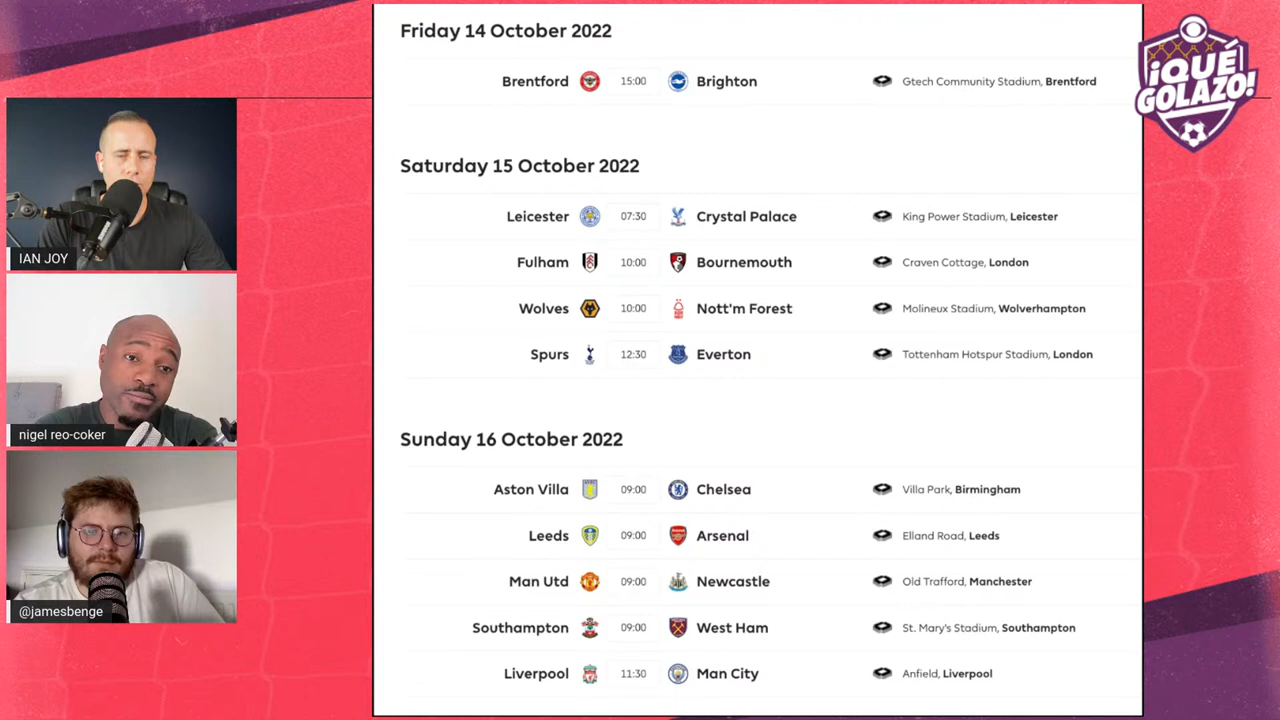 Friday 14 October 2022
Brentford 15:00 Brighton Gtech Community Stadium, Brentford
¡QUÉ GOLAZO!
Saturday 15 October 2022
Leicester 07:30 Crystal Palace King Power Stadium, Leicester
Fulham 10:00 Bournemouth Craven Cottage, London
Wolves 10:00 Nott'm Forest Molineux Stadium, Wolverhampton
Spurs 12:30 Everton Tottenham Hotspur Stadium, London
Sunday 16 October 2022
Aston Villa 09:00 Chelsea Villa Park, Birmingham
Leeds 09:00 Arsenal Elland Road, Leeds
Man Utd 09:00 Newcastle Old Trafford, Manchester
Southampton 09:00 West Ham St. Mary's Stadium, Southampton
Liverpool 11:30 Man City Anfield, Liverpool
IAN JOY
nigel reo-coker
@jamesbenge